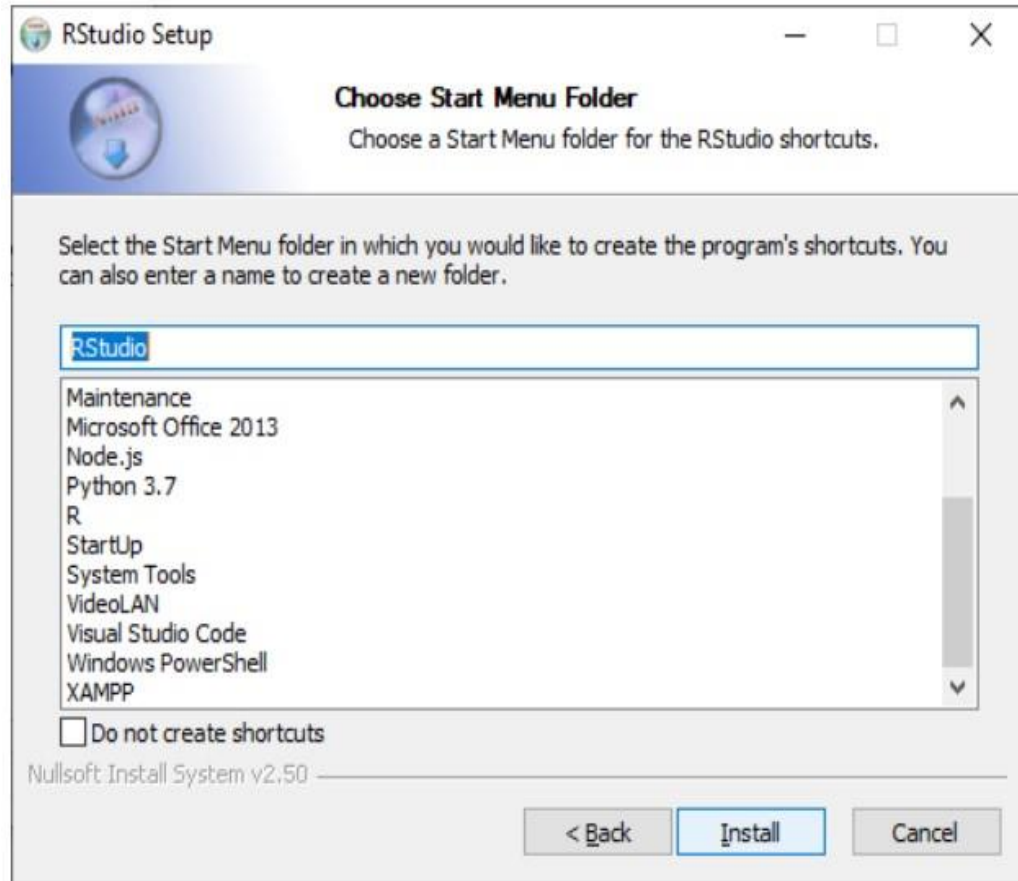 RStudio Setup
Choose Start Menu Folder
Choose a Start Menu folder for the RStudio shortcuts.
Select the Start Menu folder in which you would like to create the program's shortcuts. You
can also enter a name to create a new folder.
RStudio
Maintenance
Microsoft Office 2013
Node.js
Python 3.7
R
StartUp
System Tools
VideoLAN
Visual Studio Code
Windows PowerShell
XAMPP
Do not create shortcuts
Nullsoft Install System v2.50
< Back
Install
Cancel